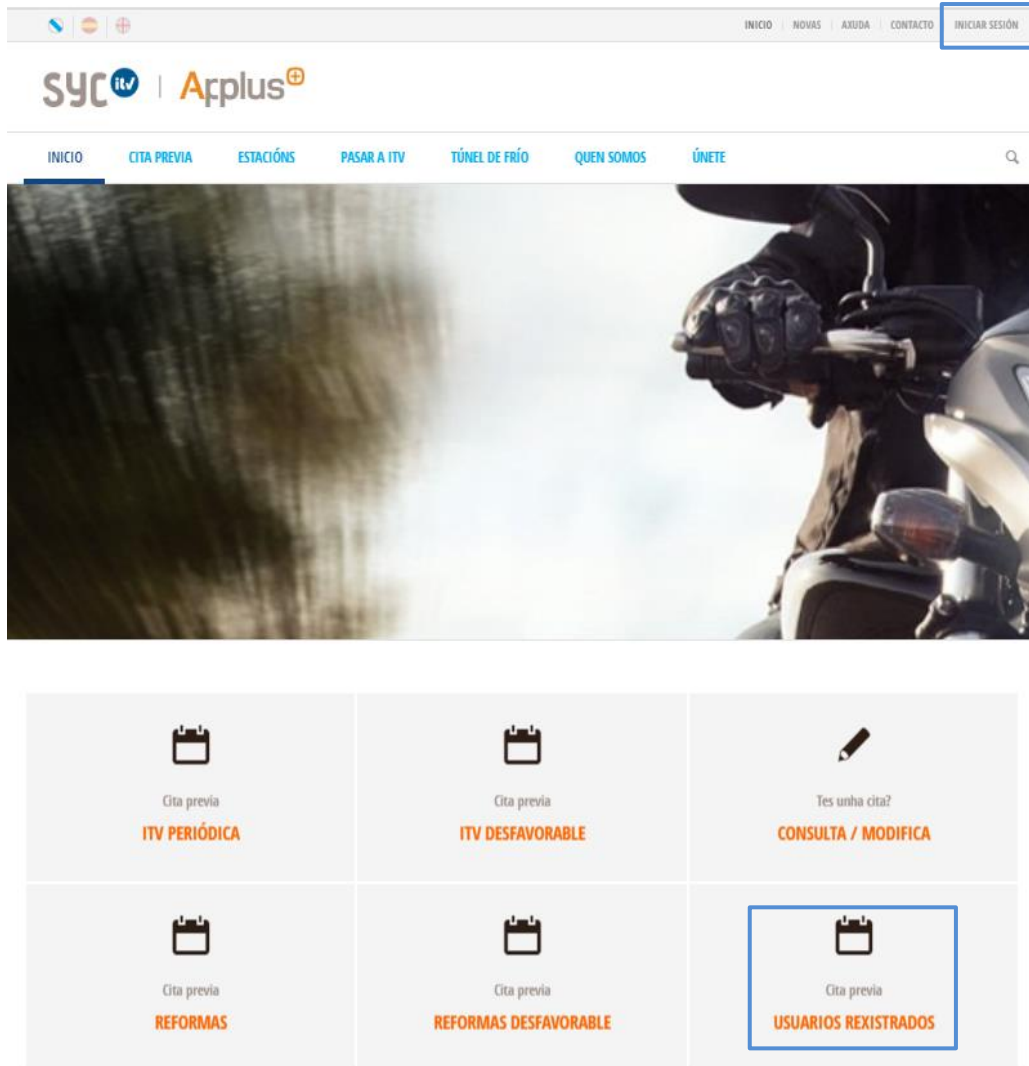 INICIO NOVAS AXUDA CONTACTO INICIAR SESIÓN
syc itv Applus+
INICIO CITA PREVIA ESTACIÓNS PASAR A ITV TÚNEL DE FRÍO QUEN SOMOS ÚNETE
Cita previa
ITV PERIÓDICA
Cita previa
ITV DESFAVORABLE
Tes unha cita?
CONSULTA / MODIFICA
Cita previa
REFORMAS
Cita previa
REFORMAS DESFAVORABLE
Cita previa
USUARIOS REXISTRADOS